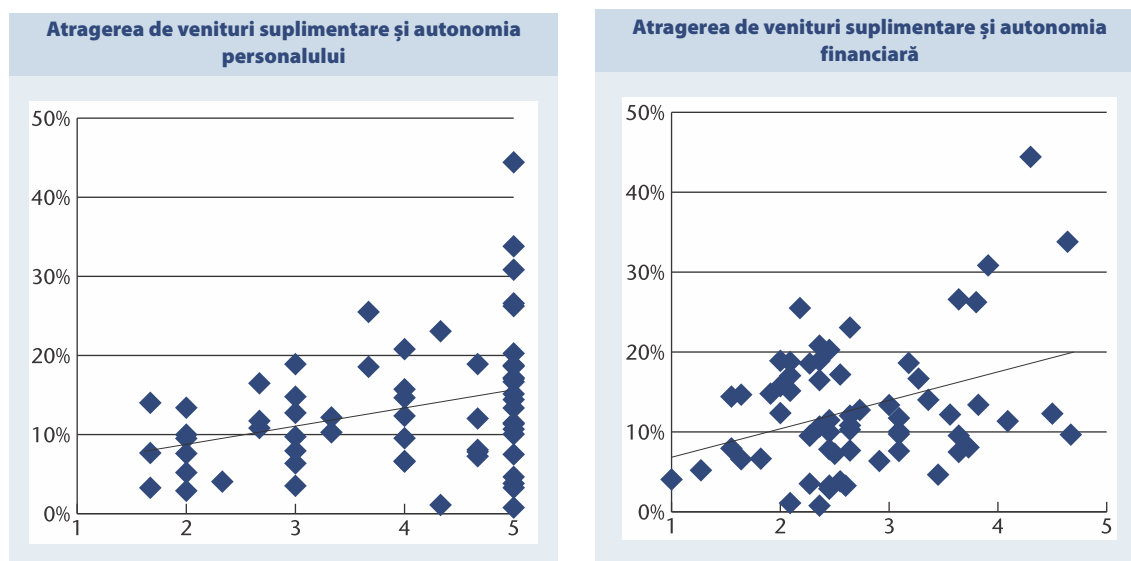 Atragerea de venituri suplimentare și autonomia
personalului
50%
40%
30%
20%
10%
0%
1 2 3 4 5
Atragerea de venituri suplimentare și autonomia
financiară
50%
40%
30%
20%
10%
0%
1 2 3 4 5